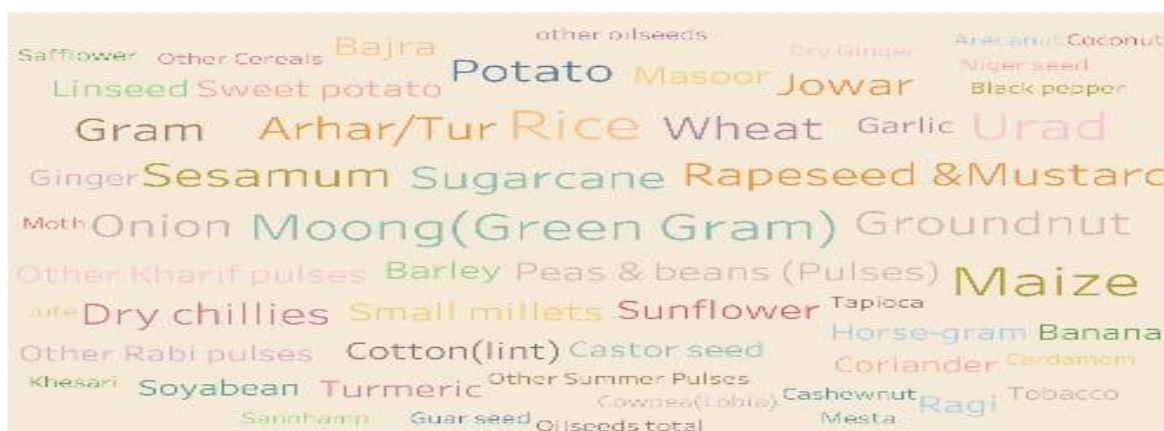 other oilseeds
Safflower Other Cereals Bajra Dry Ginger Arecanut Coconut
Potato Masoor Jowar Niger seed
Linseed Sweet potato Black pepper
Gram Arhar/Tur Rice Wheat Garlic Urad
Ginger Sesamum Sugarcane Rapeseed &Mustard
Moth Onion Moong(Green Gram) Groundnut
Other Kharif pulses Barley Peas & beans (Pulses) Maize
Jute Dry chillies Small millets Sunflower Tapioca
Horse-gram Banana
Other Rabi pulses Cotton(lint) Castor seed Coriander Cardamom
Khesari Soyabean Turmeric Other Summer Pulses
Cowpea(Lobia) Cashewnut Ragi Tobacco
Sannhamp Guar seed Oilseeds total Mesta